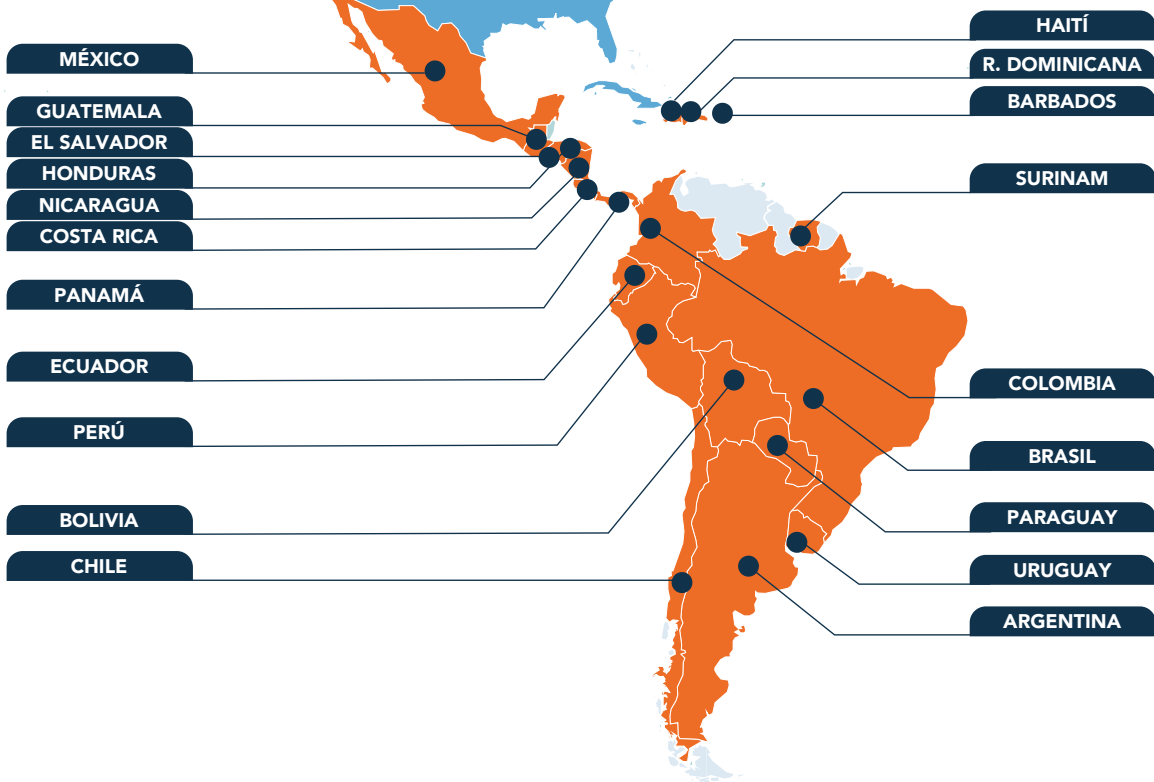 MÉXICO
GUATEMALA
EL SALVADOR
HONDURAS
NICARAGUA
COSTA RICA
PANAMÁ
ECUADOR
PERÚ
BOLIVIA
CHILE
HAITÍ
R. DOMINICANA
BARBADOS
SURINAM
COLOMBIA
BRASIL
PARAGUAY
URUGUAY
ARGENTINA